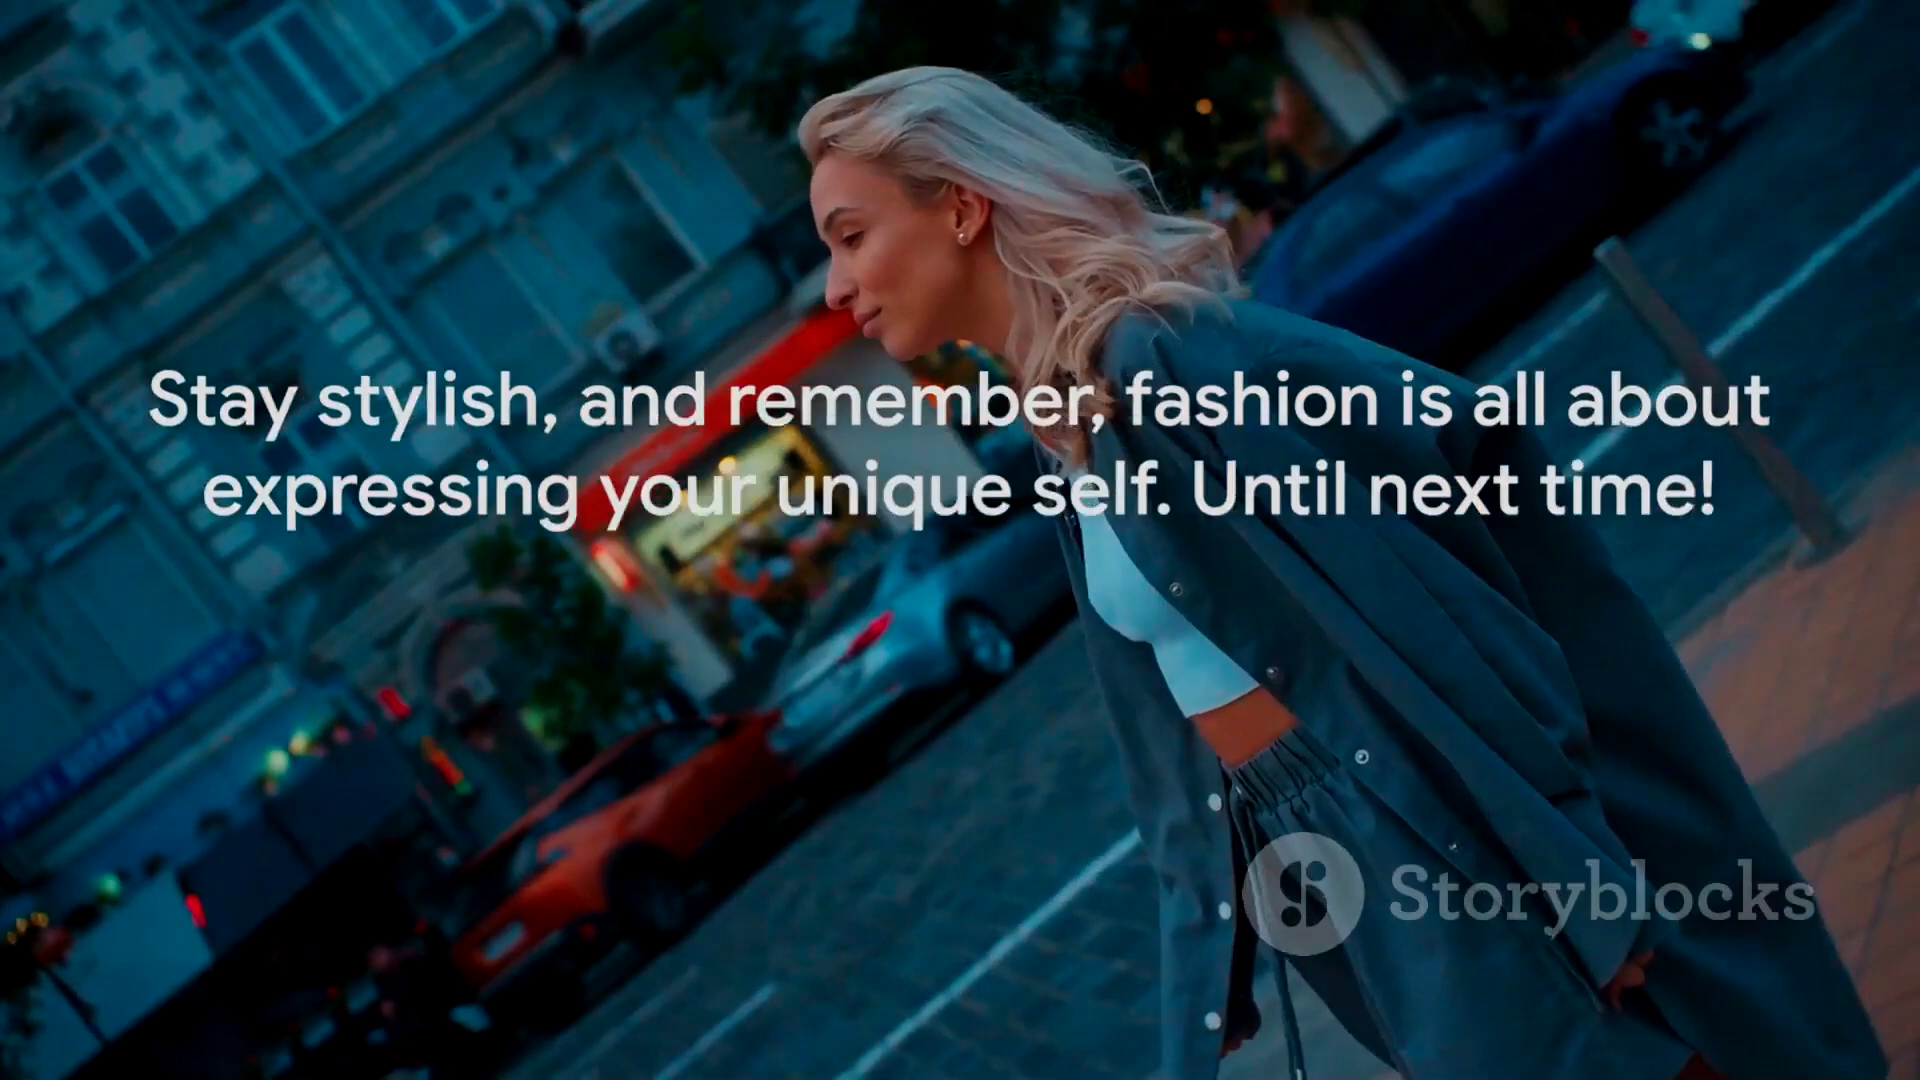 Stay stylish, and remember, fashion is all about
expressing your unique self. Until next time!
Storyblocks